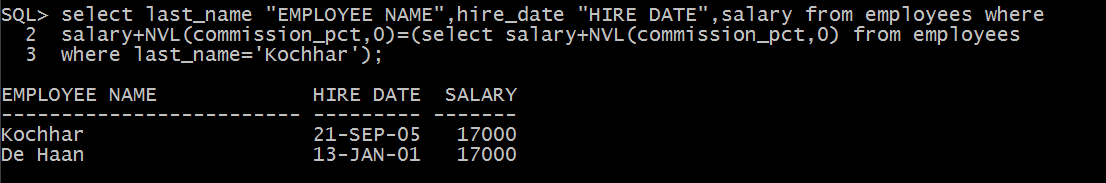 SQL> select last_name "EMPLOYEE NAME",hire_date "HIRE DATE",salary from employees where
  2  salary+NVL(commission_pct,0)=(select salary+NVL(commission_pct,0) from employees
  3  where last_name='Kochhar');

EMPLOYEE NAME             HIRE DATE  SALARY
------------------------- --------- -------
Kochhar                   21-SEP-05   17000
De Haan                   13-JAN-01   17000